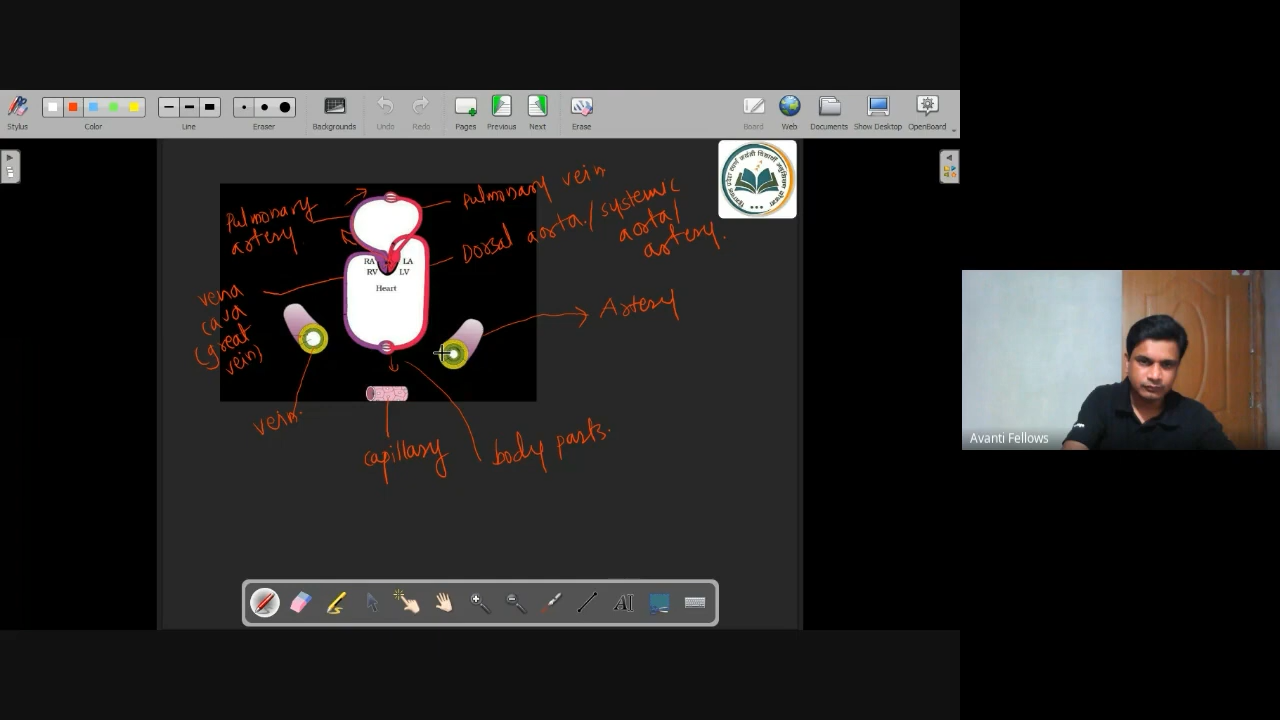 Stylus
Color
Line
Eraser
Backgrounds
Undo
Redo
Pages
Previous
Next
Erase
Board
Web
Documents
Show Desktop
OpenBoard
Pulmonary
artery
Pulmonary vein
Dorsal aorta/systemic
aorta/
artery.
RA LA
RV LV
Heart
vena
cava
(great
vein)
Artery
vein.
capillary
body parts.
Avanti Fellows